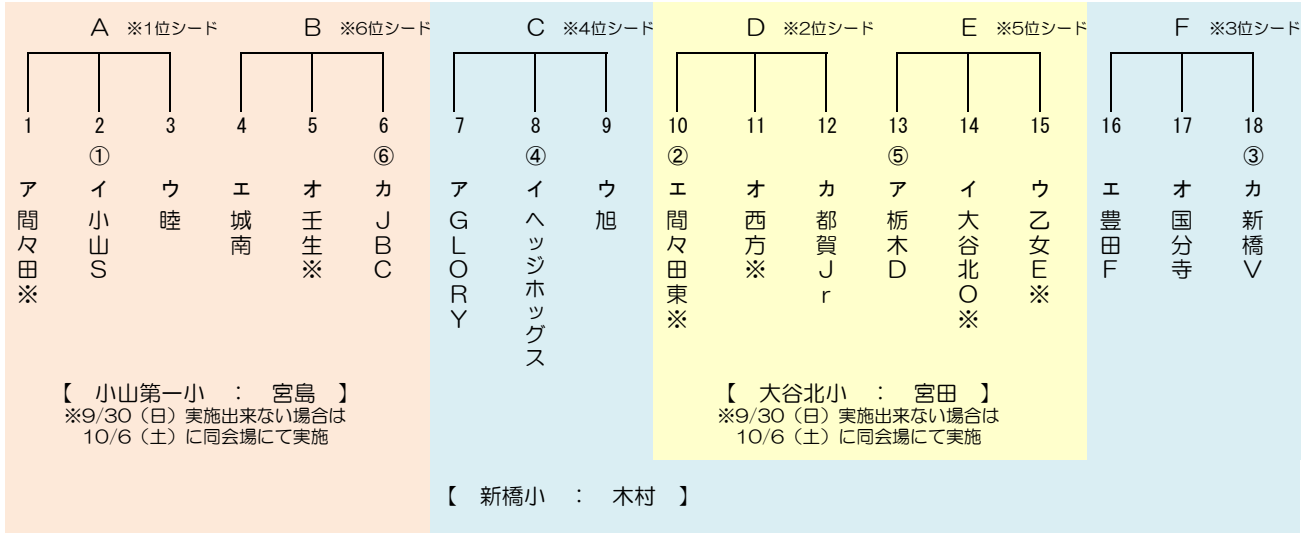 A ※1位シード B ※6位シード C ※4位シード D ※2位シード E ※5位シード F ※3位シード
1 2 3 4 5 6 7 8 9 10 11 12 13 14 15 16 17 18
① ⑥ ④ ② ⑤ ③
ア イ ウ エ オ カ ア イ ウ エ オ カ ア イ ウ エ オ カ
間々田※
小山S
睦
城南
壬生※
JBC
GLORY
ヘッジホッグス
旭
間々田東※
西方※
都賀Jr
栃木D
大谷北O※
乙女E※
豊田F
国分寺
新橋V
【 小山第一小 : 宮島 】
※9/30(日)実施出来ない場合は
10/6(土)に同会場にて実施
【 大谷北小 : 宮田 】
※9/30(日)実施出来ない場合は
10/6(土)に同会場にて実施
【 新橋小 : 木村 】